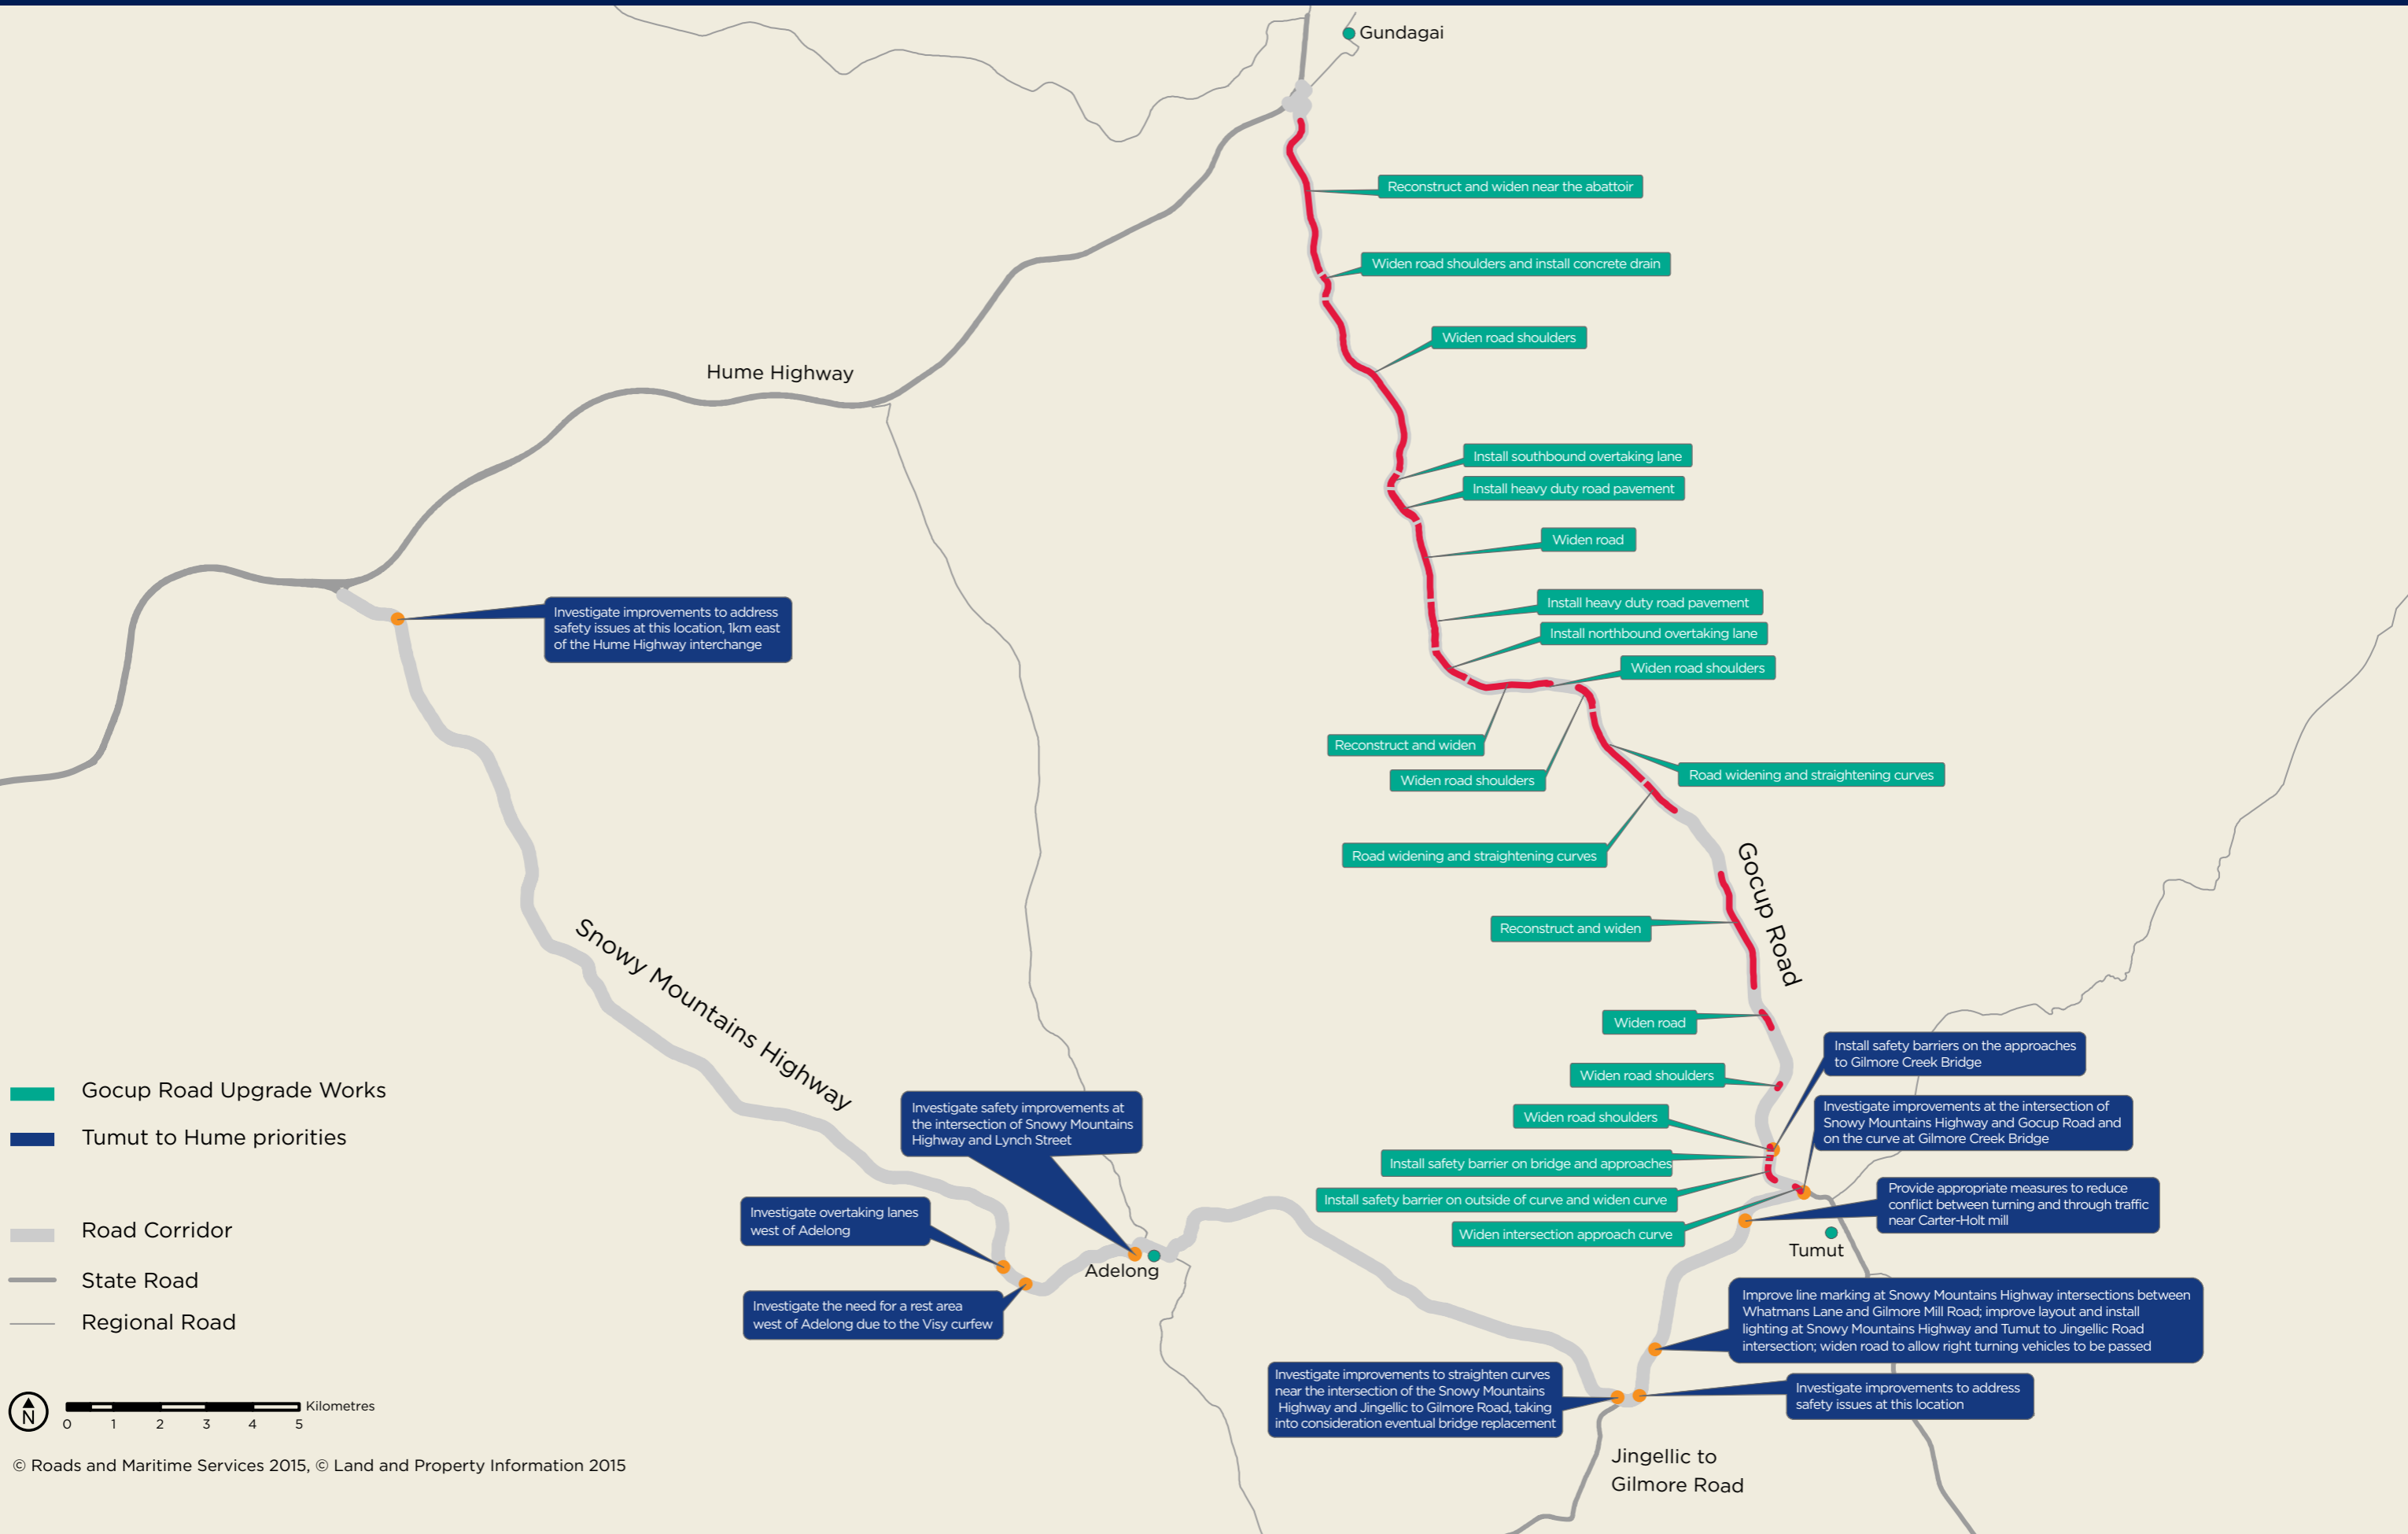 Gundagai
Reconstruct and widen near the abattoir
Widen road shoulders and install concrete drain
Widen road shoulders
Hume Highway
Install southbound overtaking lane
Install heavy duty road pavement
Widen road
Install heavy duty road pavement
Investigate improvements to address
safety issues at this location, 1km east
of the Hume Highway interchange
Install northbound overtaking lane
Widen road shoulders
Reconstruct and widen
Widen road shoulders
Road widening and straightening curves
Road widening and straightening curves
Gocup Road
Reconstruct and widen
Snowy Mountains Highway
Widen road
Install safety barriers on the approaches
to Gilmore Creek Bridge
Widen road shoulders
Gocup Road Upgrade Works
Tumut to Hume priorities
Investigate safety improvements at
the intersection of Snowy Mountains
Highway and Lynch Street
Widen road shoulders
Investigate improvements at the intersection of
Snowy Mountains Highway and Gocup Road and
on the curve at Gilmore Creek Bridge
Install safety barrier on bridge and approaches
Install safety barrier on outside of curve and widen curve
Provide appropriate measures to reduce
conflict between turning and through traffic
near Carter-Holt mill
Investigate overtaking lanes
west of Adelong
Widen intersection approach curve
Road Corridor
State Road
Regional Road
Tumut
Adelong
Investigate the need for a rest area
west of Adelong due to the Visy curfew
Improve line marking at Snowy Mountains Highway intersections between
Whatmans Lane and Gilmore Mill Road; improve layout and install
lighting at Snowy Mountains Highway and Tumut to Jingellic Road
intersection; widen road to allow right turning vehicles to be passed
Investigate improvements to straighten curves
near the intersection of the Snowy Mountains
Highway and Jingellic to Gilmore Road, taking
into consideration eventual bridge replacement
Investigate improvements to address
safety issues at this location
N
Kilometres
0 1 2 3 4 5
Jingellic to
Gilmore Road
© Roads and Maritime Services 2015, © Land and Property Information 2015